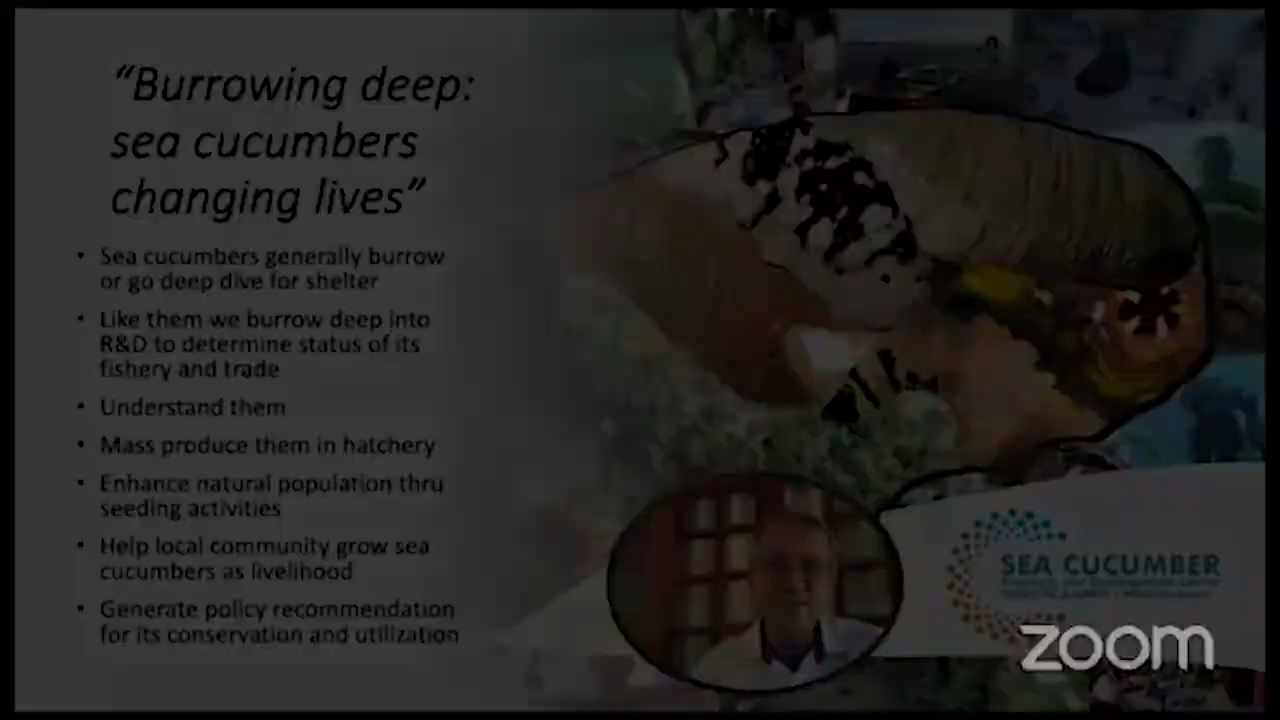 “Burrowing deep:
sea cucumbers
changing lives”
• Sea cucumbers generally burrow
or go deep dive for shelter
• Like them we burrow deep into
R&D to determine status of its
fishery and trade
• Understand them
• Mass produce them in hatchery
• Enhance natural population thru
seeding activities
• Help local community grow sea
cucumbers as livelihood
• Generate policy recommendation
for its conservation and utilization
SEA CUCUMBER
zoom